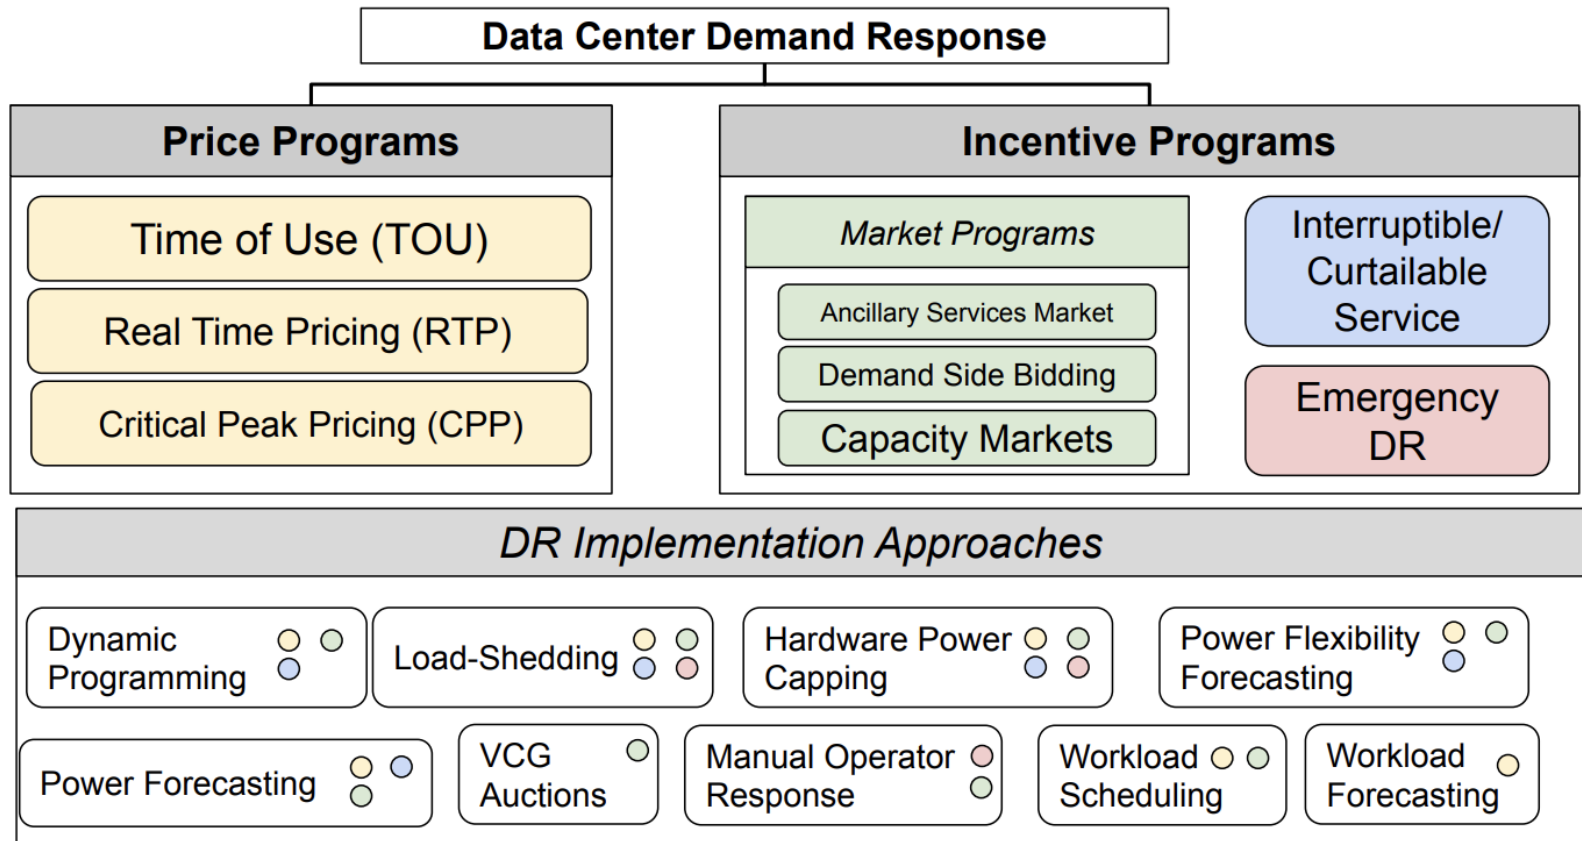 Data Center Demand Response
Price Programs
Time of Use (TOU)
Real Time Pricing (RTP)
Critical Peak Pricing (CPP)
Incentive Programs
Market Programs
Ancillary Services Market
Demand Side Bidding
Capacity Markets
Interruptible/
Curtailable
Service
Emergency
DR
DR Implementation Approaches
Dynamic
Programming
Load-Shedding
Hardware Power
Capping
Power Flexibility
Forecasting
Power Forecasting
VCG
Auctions
Manual Operator
Response
Workload
Scheduling
Workload
Forecasting